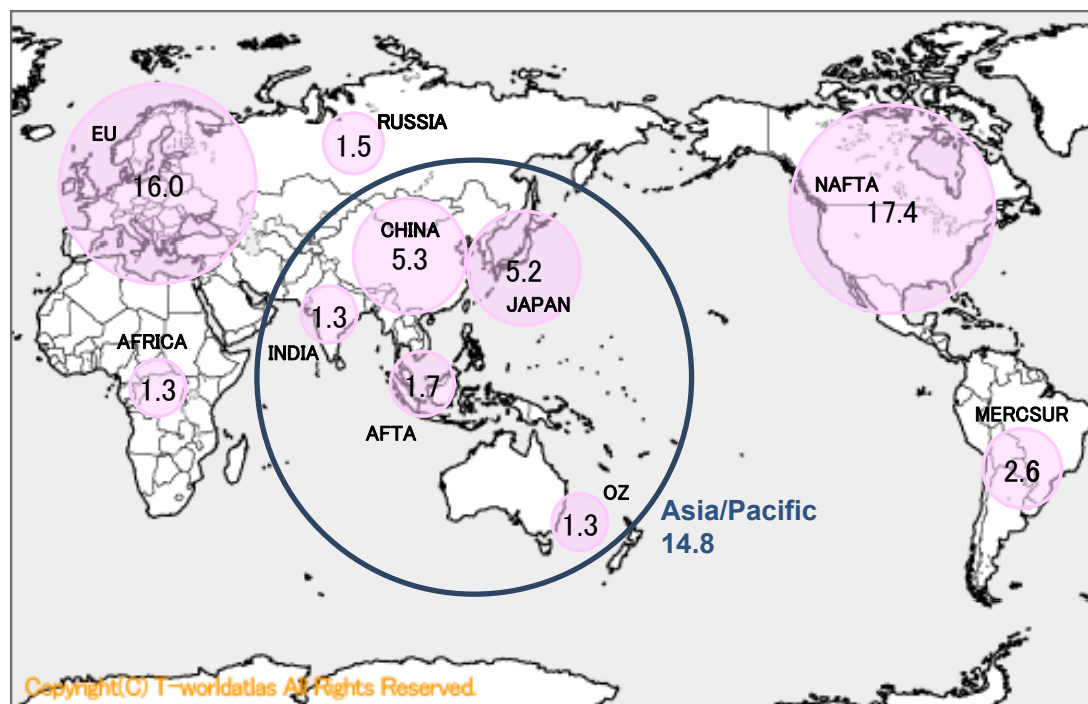 EU
16.0
RUSSIA
1.5
NAFTA
17.4
CHINA
5.3
5.2
JAPAN
1.3
INDIA
AFRICA
1.3
1.7
AFTA
MERCSUR
2.6
OZ
1.3
Asia/Pacific
14.8
Copyright(C) T-worldatlas All Rights Reserved.